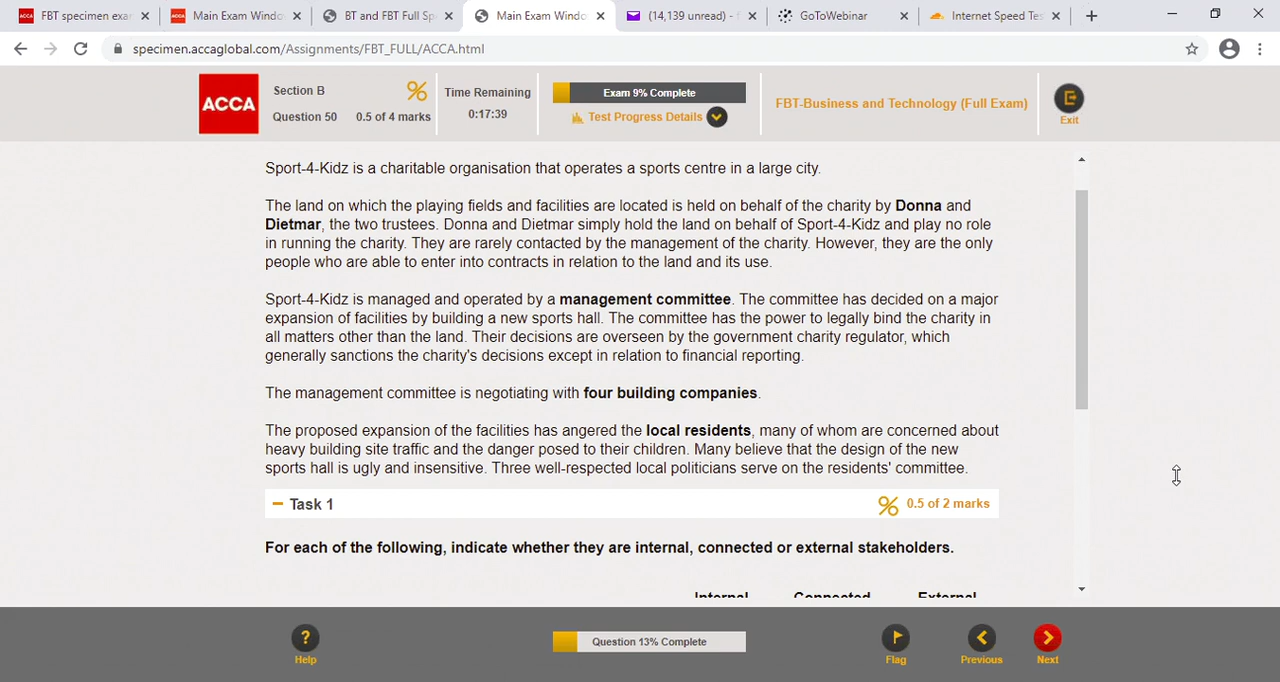 FBT specimen exa
Main Exam Windo
BT and FBT Full Sp
Main Exam Windo
(14,139 unread) -
GoToWebinar
Internet Speed Tes
specimen.accaglobal.com/Assignments/FBT_FULL/ACCA.html
ACCA
Section B
Question 50
0.5 of 4 marks
Time Remaining
0:17:39
Exam 9% Complete
Test Progress Details
FBT-Business and Technology (Full Exam)
Exit
Sport-4-Kidz is a charitable organisation that operates a sports centre in a large city.
The land on which the playing fields and facilities are located is held on behalf of the charity by Donna and
Dietmar, the two trustees. Donna and Dietmar simply hold the land on behalf of Sport-4-Kidz and play no role
in running the charity. They are rarely contacted by the management of the charity. However, they are the only
people who are able to enter into contracts in relation to the land and its use.
Sport-4-Kidz is managed and operated by a management committee. The committee has decided on a major
expansion of facilities by building a new sports hall. The committee has the power to legally bind the charity in
all matters other than the land. Their decisions are overseen by the government charity regulator, which
generally sanctions the charity's decisions except in relation to financial reporting.
The management committee is negotiating with four building companies.
The proposed expansion of the facilities has angered the local residents, many of whom are concerned about
heavy building site traffic and the danger posed to their children. Many believe that the design of the new
sports hall is ugly and insensitive. Three well-respected local politicians serve on the residents' committee.
Task 1
0.5 of 2 marks
For each of the following, indicate whether they are internal, connected or external stakeholders.
Internal Connected External
? Help
Question 13% Complete
Flag
Previous
Next